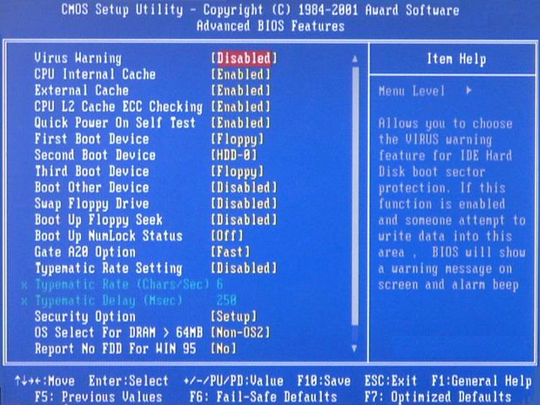 CMOS Setup Utility - Copyright (C) 1984-2001 Award Software
Advanced BIOS Features
Virus Warning [Disabled]
CPU Internal Cache [Enabled]
External Cache [Enabled]
CPU L2 Cache ECC Checking [Enabled]
Quick Power On Self Test [Enabled]
First Boot Device [Floppy]
Second Boot Device [HDD-0]
Third Boot Device [Floppy]
Boot Other Device [Disabled]
Swap Floppy Drive [Disabled]
Boot Up Floppy Seek [Disabled]
Boot Up NumLock Status [Off]
Gate A20 Option [Fast]
Typematic Rate Setting [Disabled]
x Typematic Rate (Chars/Sec) 6
x Typematic Delay (Msec) 250
Security Option [Setup]
OS Select For DRAM > 64MB [Non-OS2]
Report No FDD For WIN 95 [No]
Item Help
Menu Level ▸
Allows you to choose
the VIRUS warning
feature for IDE Hard
Disk boot sector
protection. If this
function is enabled
and someone attempt to
write data into this
area , BIOS will show
a warning message on
screen and alarm beep
↑↓→←:Move Enter:Select +/-/PU/PD:Value F10:Save ESC:Exit F1:General Help
F5: Previous Values F6: Fail-Safe Defaults F7: Optimized Defaults